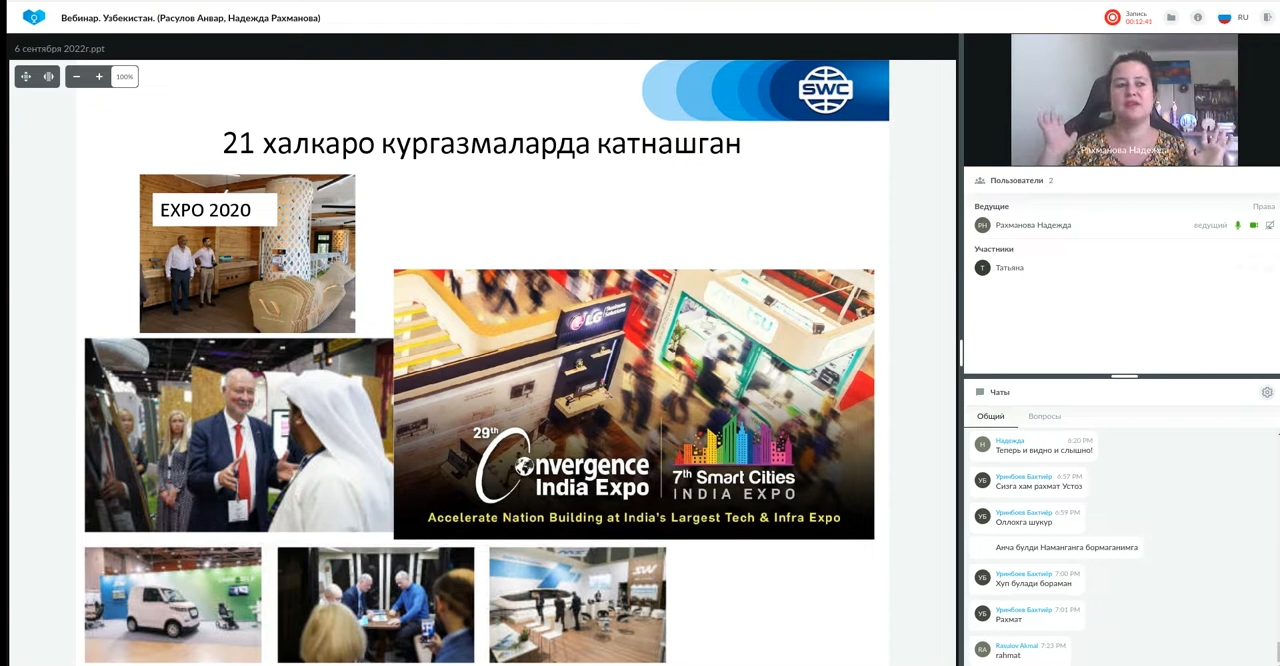 Вебинар. Узбекистан. (Расулов Анвар, Надежда Рахманова)
Запись
00:12:41
RU
6 сентября 2022г.ppt
100%
SWC
21 халкаро кургазмаларда катнашган
EXPO 2020
LG Business Solutions
29th Convergence
India Expo
7th Smart Cities
INDIA EXPO
Accelerate Nation Building at India's Largest Tech & Infra Expo
SW
Рахманова Надежда
Пользователи 2
Ведущие
Права
РН
Рахманова Надежда
ведущий
Участники
Т
Татьяна
Чаты
Общий
Вопросы
Н
Надежда 6:20 PM
Теперь и видно и слышно!
УБ
Уринбоев Бахтиёр 6:57 PM
Сизга хам рахмат Устоз
УБ
Уринбоев Бахтиёр 6:59 PM
Оллохга шукур
Анча булди Наманганга бормаганимга
УБ
Уринбоев Бахтиёр 7:00 PM
Хуп булади бораман
УБ
Уринбоев Бахтиёр 7:01 PM
Рахмат
RA
Rasulov Akmal 7:23 PM
rahmat